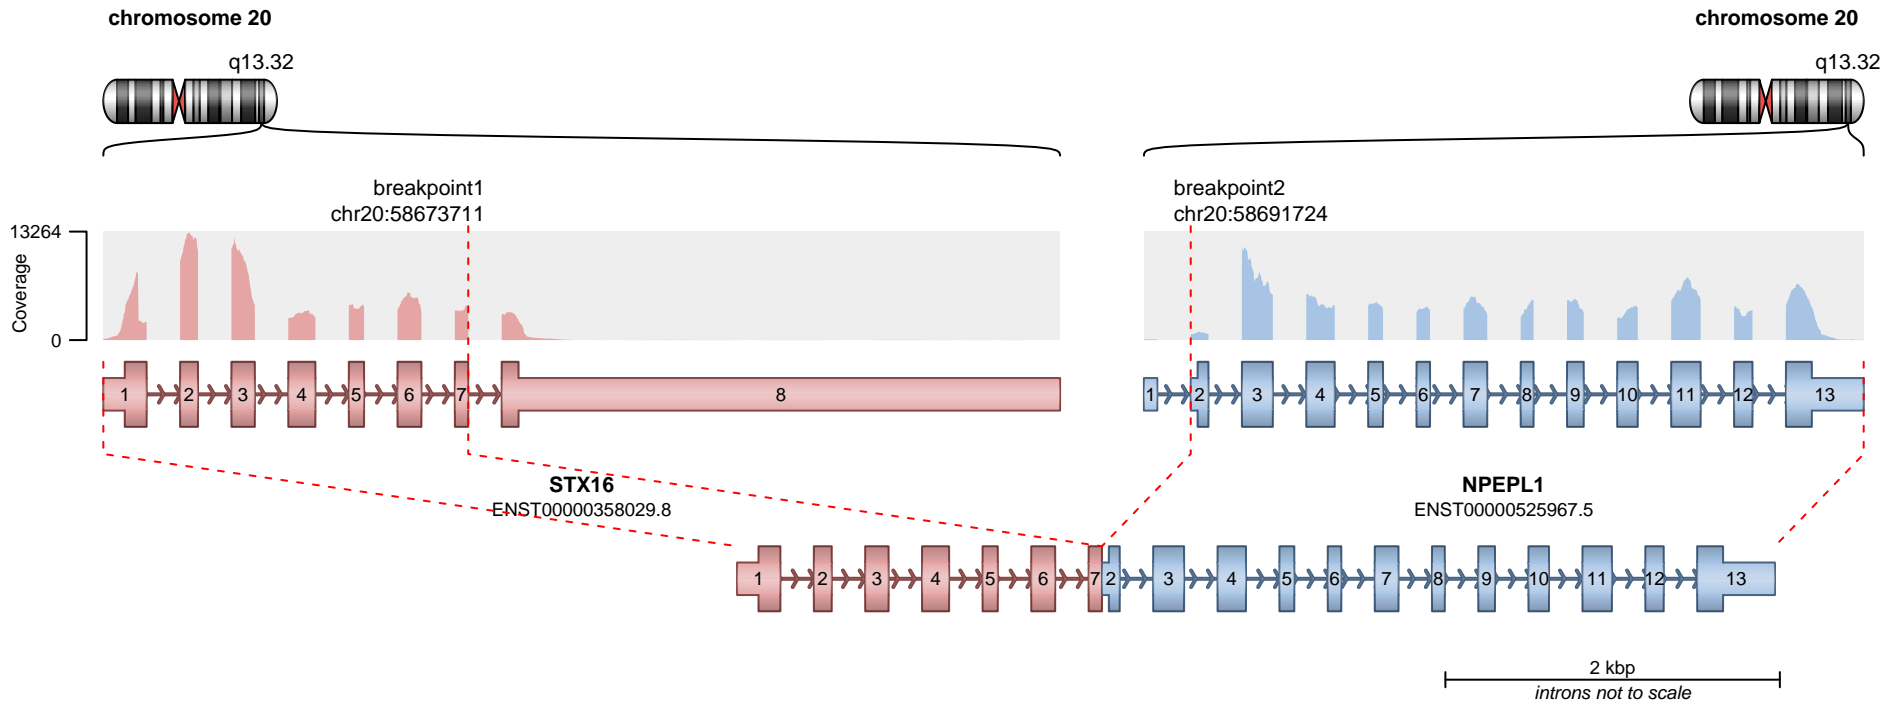 chromosome 20
chromosome 20
q13.32
q13.32
breakpoint1
chr20:58673711
breakpoint2
chr20:58691724
13264
Coverage
0
1 2 3 4 5 6 7 8
1 2 3 4 5 6 7 8 9 10 11 12 13
STX16
ENST00000358029.8
NPEPL1
ENST00000525967.5
1 2 3 4 5 6 7 2 3 4 5 6 7 8 9 10 11 12 13
2 kbp
introns not to scale